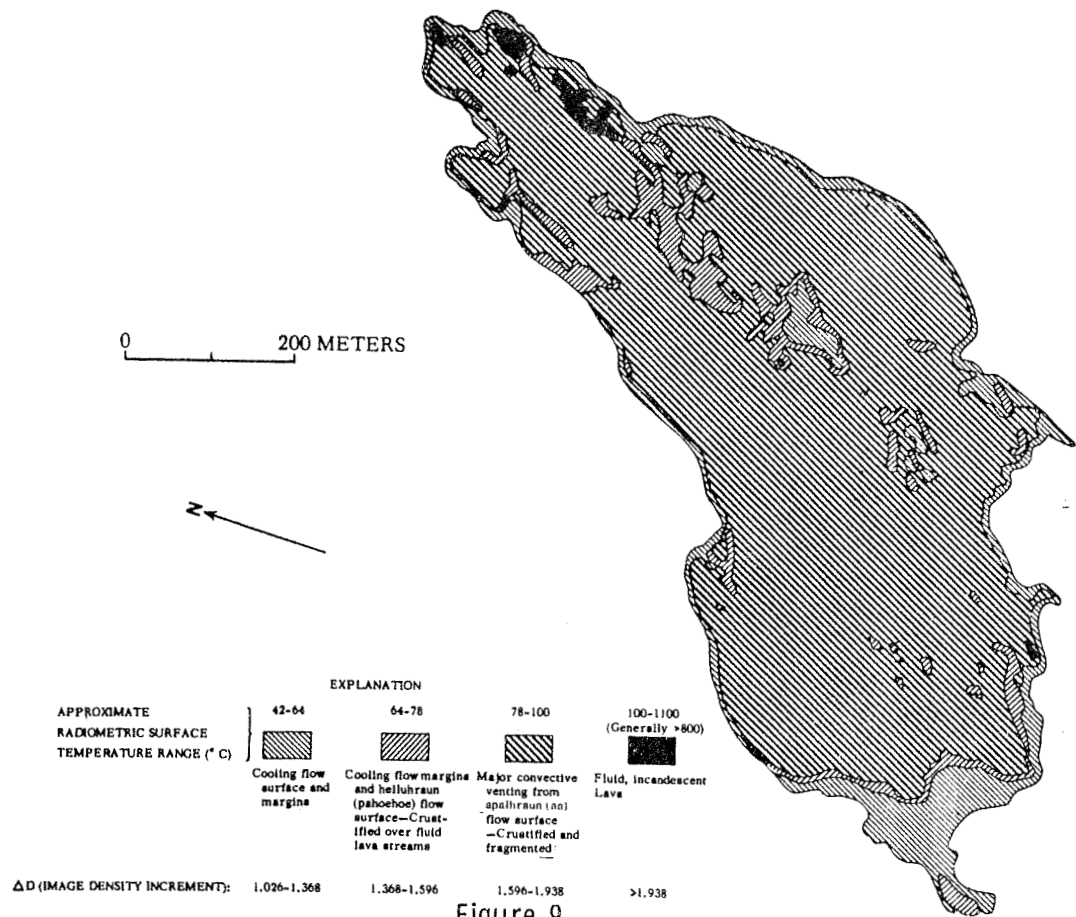 0 200 METERS
N
EXPLANATION
APPROXIMATE RADIOMETRIC SURFACE TEMPERATURE RANGE (°C)
42-64
Cooling flow
surface and
margins
64-78
Cooling flow margins
and helluhraun
(pahoehoe) flow
surface—Crust-
ified over fluid
lava streams
78-100
Major convective
venting from
apalhraun (aa)
flow surface
—Crustified and
fragmented
100-1100
(Generally >800)
Fluid, incandescent
Lava
ΔD (IMAGE DENSITY INCREMENT): 1.026-1.368 1.368-1.596 1.596-1.938 >1.938
Figure 9